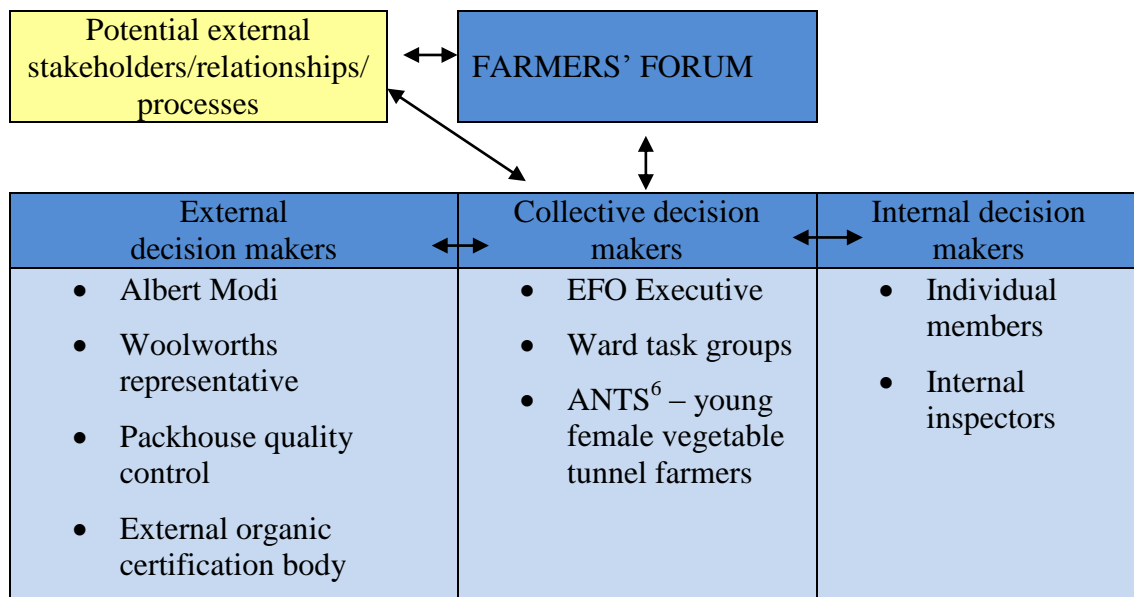 Potential external
stakeholders/relationships/
processes
FARMERS’ FORUM
External
decision makers
Collective decision
makers
Internal decision
makers
• Albert Modi
• Woolworths
representative
• Packhouse quality
control
• External organic
certification body
• EFO Executive
• Ward task groups
• ANTS⁶ – young
female vegetable
tunnel farmers
• Individual
members
• Internal
inspectors